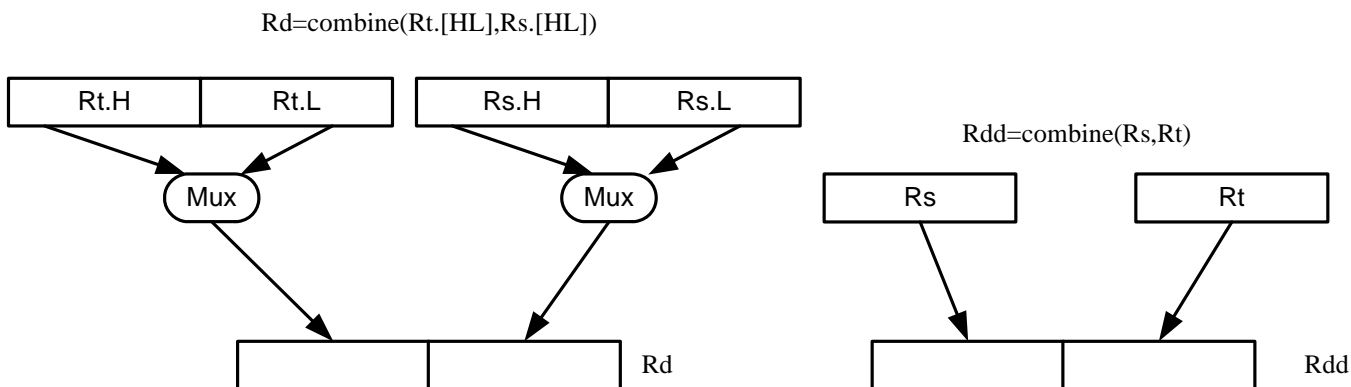 Rd=combine(Rt.[HL],Rs.[HL])
Rt.H Rt.L Rs.H Rs.L
Rdd=combine(Rs,Rt)
Mux Mux Rs Rt
Rd Rdd